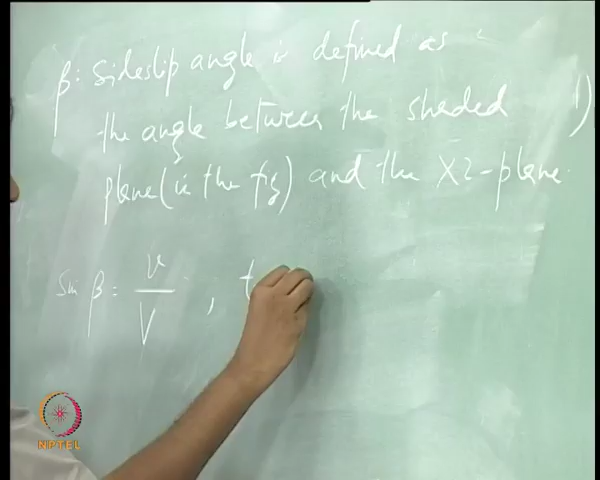 β: Sideslip angle is defined as
the angle between the shaded 1)
plane (in the fig) and the XZ-plane.
Sin β = v/V , t
NPTEL